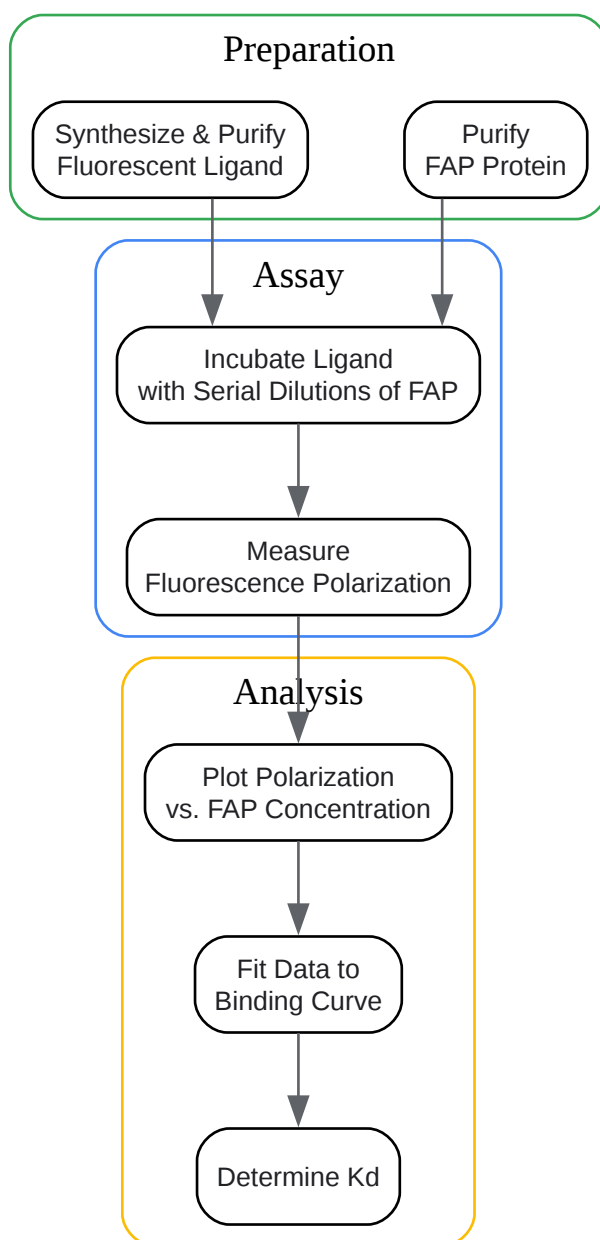 Preparation
Synthesize & Purify
Fluorescent Ligand
Purify
FAP Protein
Assay
Incubate Ligand
with Serial Dilutions of FAP
Measure
Fluorescence Polarization
Analysis
Plot Polarization
vs. FAP Concentration
Fit Data to
Binding Curve
Determine Kd